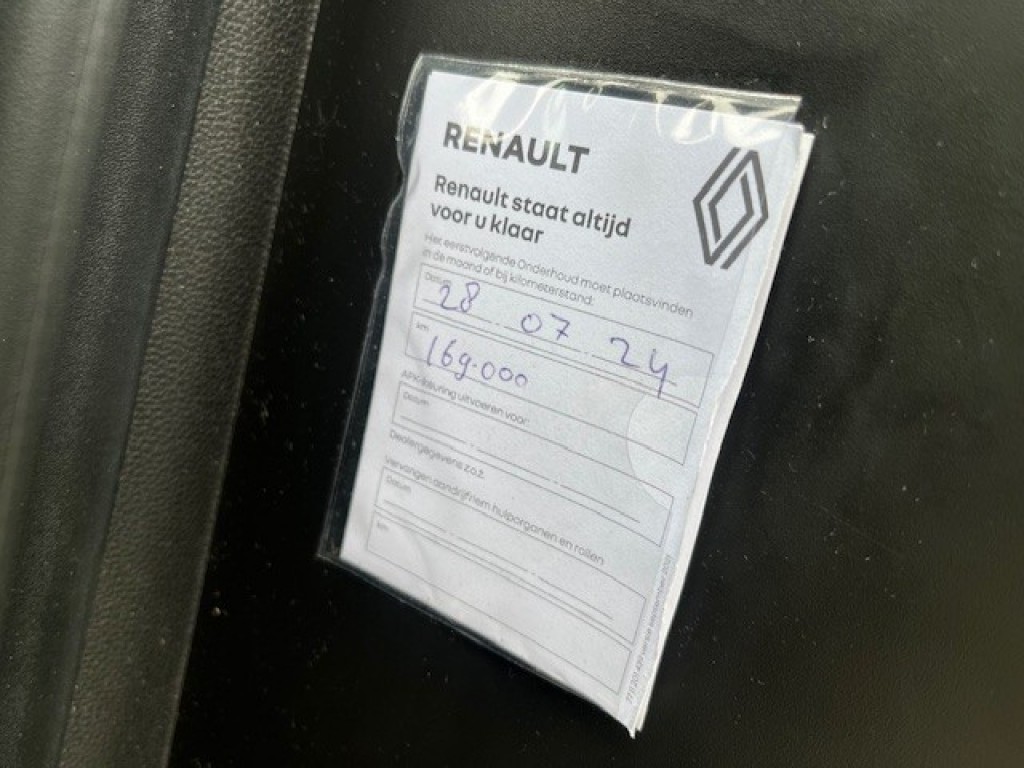 RENAULT
Renault staat altijd
voor u klaar
Het eerstvolgende Onderhoud moet plaatsvinden
in de maand of bij kilometerstand:
Datum
28 07 24
km
169.000
APK-keuring uitvoeren voor:
Datum
Dealergegevens z.o.z.
Vervangen aandrijfriem hulporganen en rollen
Datum
km